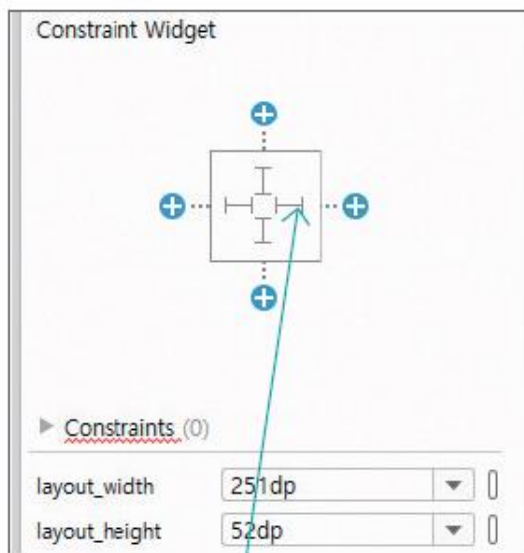 Constraint Widget
Constraints (0)
layout_width 251dp
layout_height 52dp